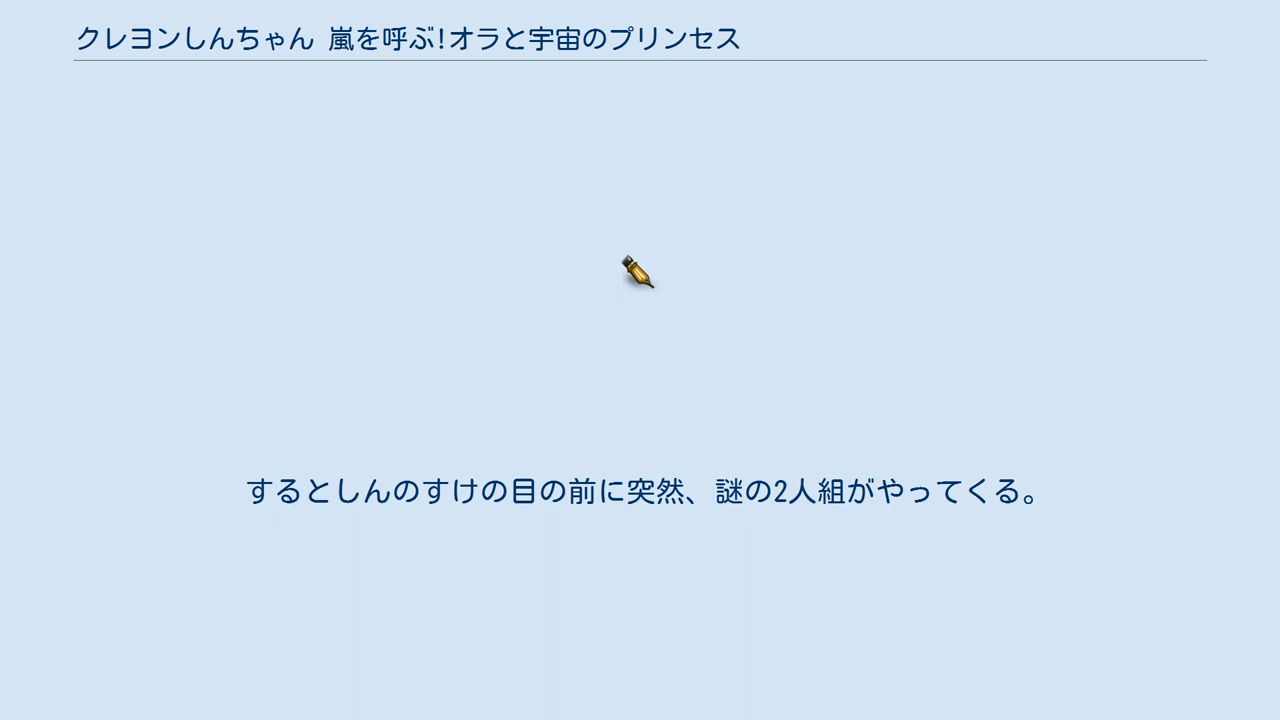 クレヨンしんちゃん 嵐を呼ぶ!オラと宇宙のプリンセス
するとしんのすけの目の前に突然、謎の2人組がやってくる。